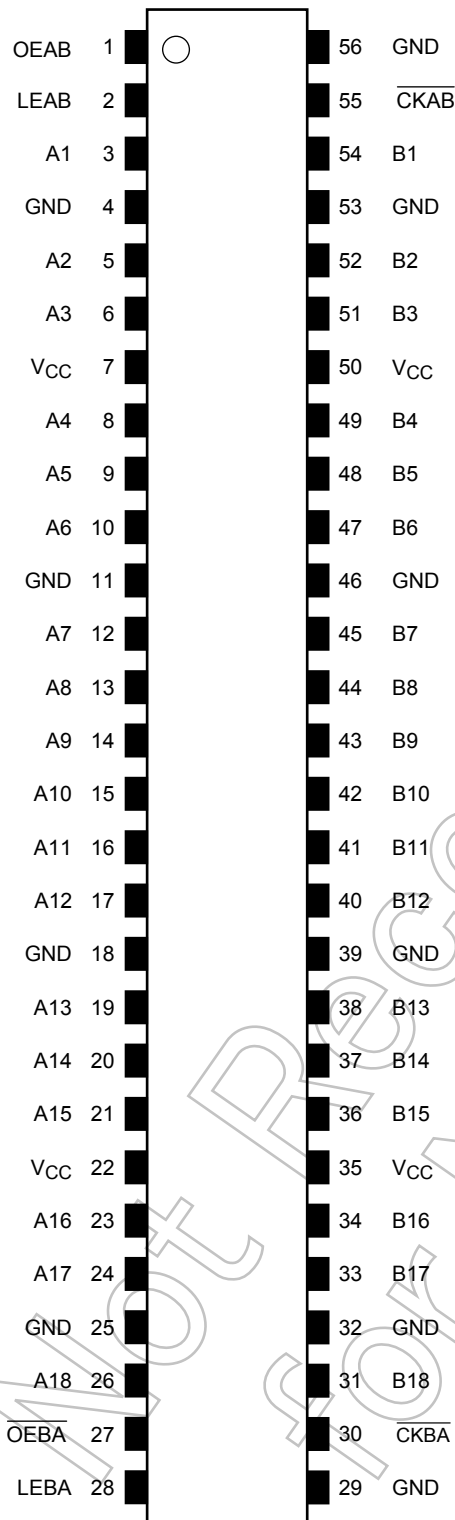 OEAB 1 56 GND
LEAB 2 55 C̅K̅A̅B̅
A1 3 54 B1
GND 4 53 GND
A2 5 52 B2
A3 6 51 B3
VCC 7 50 VCC
A4 8 49 B4
A5 9 48 B5
A6 10 47 B6
GND 11 46 GND
A7 12 45 B7
A8 13 44 B8
A9 14 43 B9
A10 15 42 B10
A11 16 41 B11
A12 17 40 B12
GND 18 39 GND
A13 19 38 B13
A14 20 37 B14
A15 21 36 B15
VCC 22 35 VCC
A16 23 34 B16
A17 24 33 B17
GND 25 32 GND
A18 26 31 B18
O̅E̅B̅A̅ 27 30 C̅K̅B̅A̅
LEBA 28 29 GND
Not
for